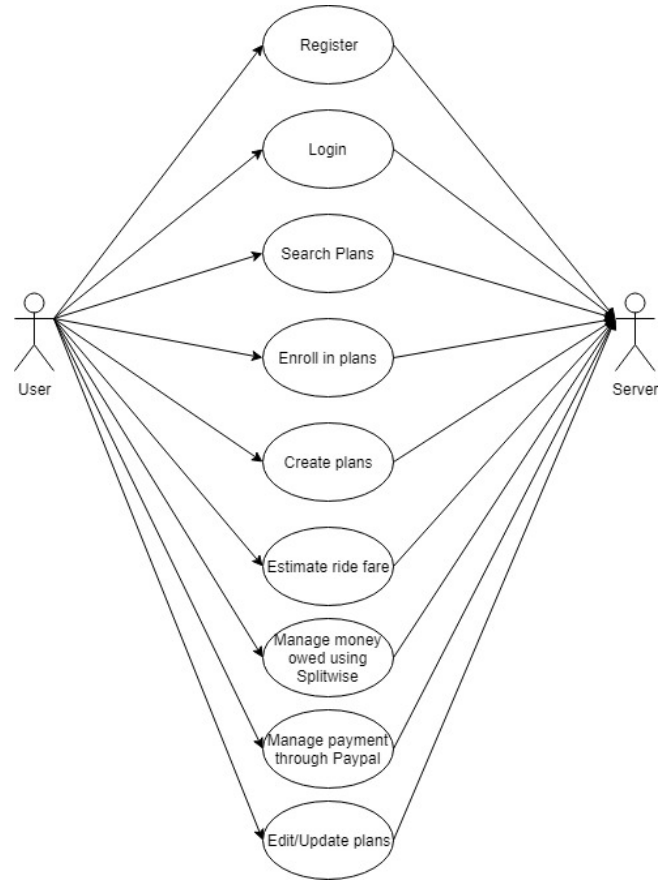 Register
Login
Search Plans
Enroll in plans
User
Server
Create plans
Estimate ride fare
Manage money
owed using
Splitwise
Manage payment
through Paypal
Edit/Update plans